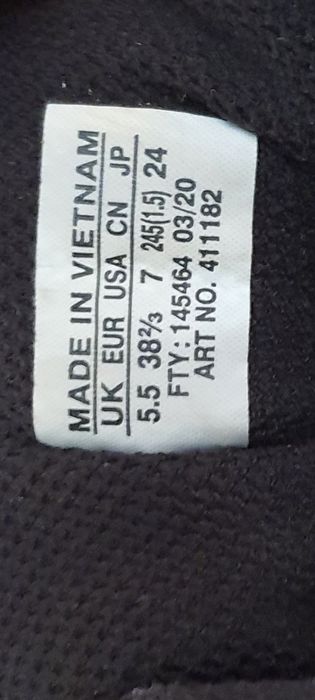 MADE IN VIETNAM
UK EUR USA CN JP
5.5 38⅔ 7 245(1.5) 24
FTY: 145464 03/20
ART NO. 411182